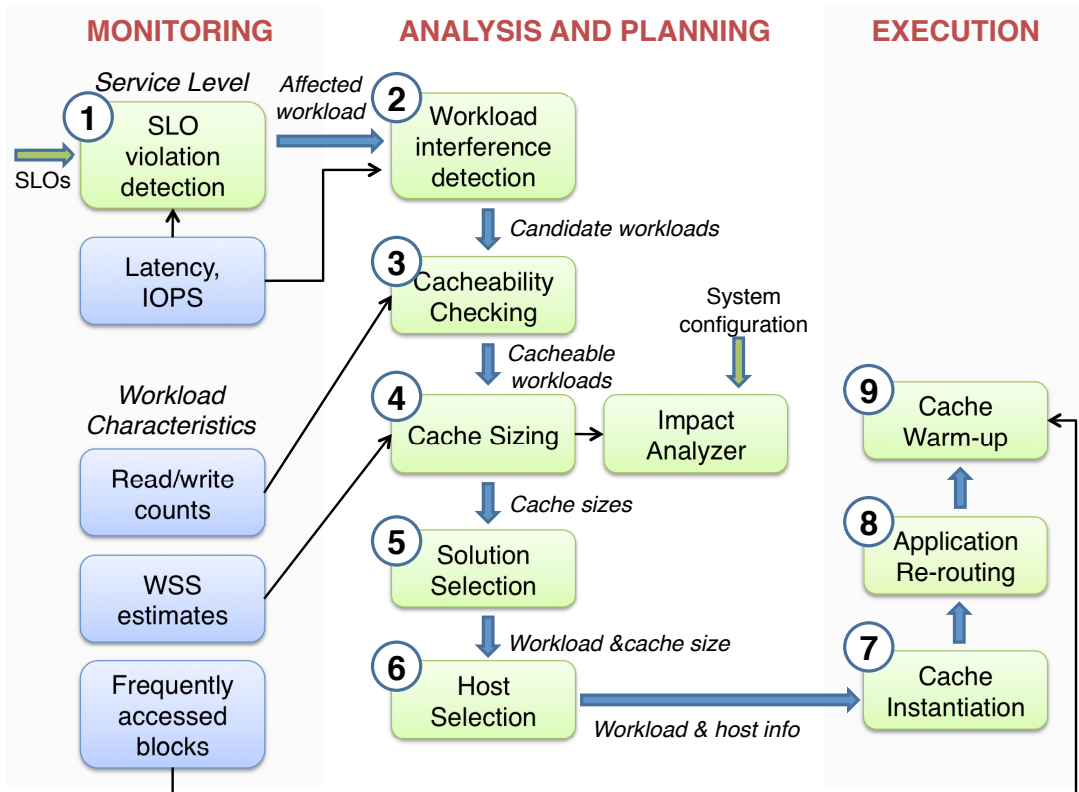 MONITORING
ANALYSIS AND PLANNING
EXECUTION
Service Level
1
SLO
violation
detection
SLOs
Latency,
IOPS
Affected
workload
2
Workload
interference
detection
Candidate workloads
3
Cacheability
Checking
Cacheable
workloads
System
configuration
4
Cache Sizing
Impact
Analyzer
Cache sizes
5
Solution
Selection
Workload &cache size
6
Host
Selection
Workload & host info
Workload
Characteristics
Read/write
counts
WSS
estimates
Frequently
accessed
blocks
9
Cache
Warm-up
8
Application
Re-routing
7
Cache
Instantiation